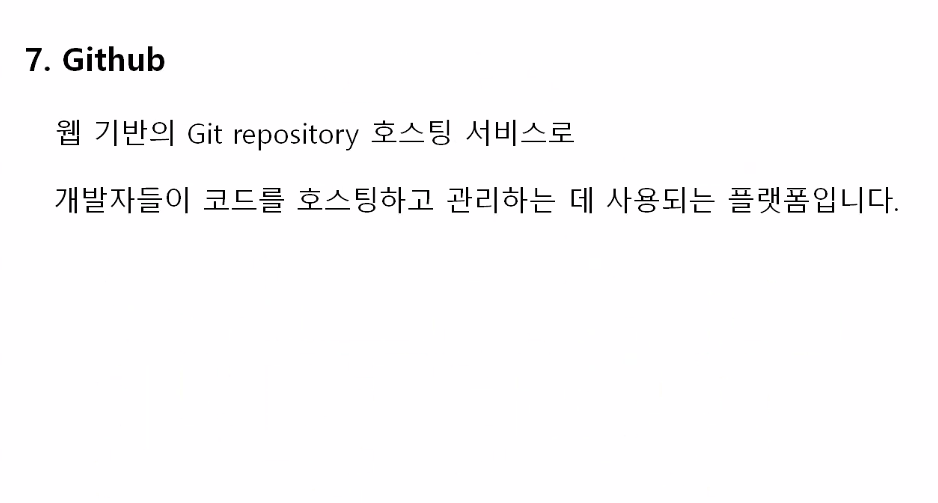 7. Github
웹 기반의 Git repository 호스팅 서비스로
개발자들이 코드를 호스팅하고 관리하는 데 사용되는 플랫폼입니다.